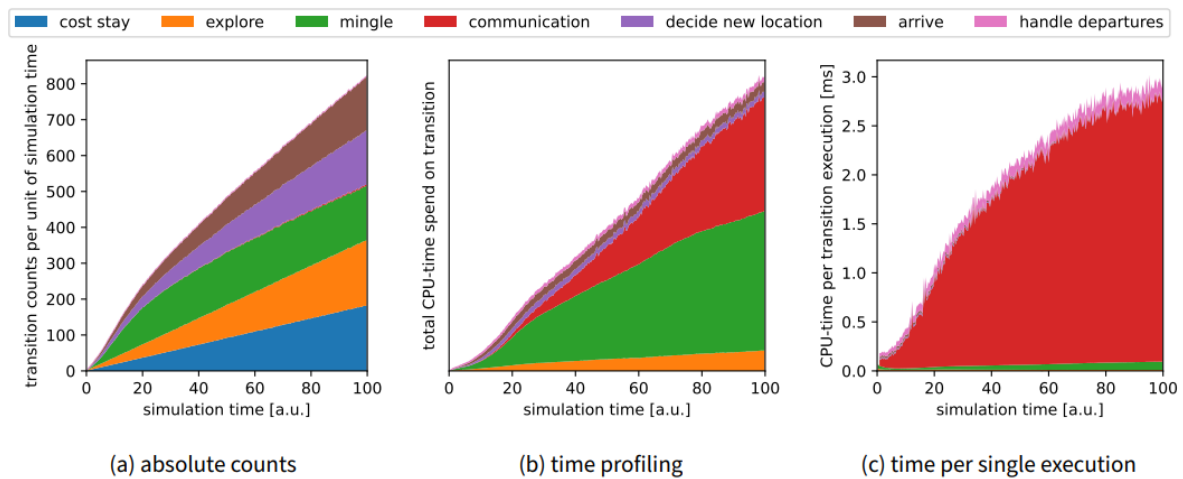 cost stay explore mingle communication decide new location arrive handle departures
transition counts per unit of simulation time
800
700
600
500
400
300
200
100
0
0 20 40 60 80 100
simulation time [a.u.]
(a) absolute counts
total CPU-time spend on transition
0 20 40 60 80 100
simulation time [a.u.]
(b) time profiling
CPU-time per transition execution [ms]
3.0
2.5
2.0
1.5
1.0
0.5
0.0
0 20 40 60 80 100
simulation time [a.u.]
(c) time per single execution